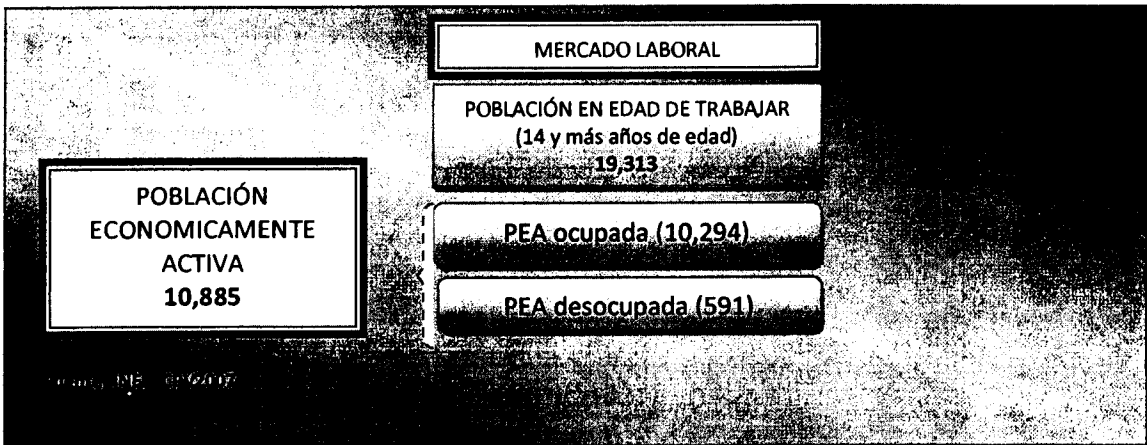 MERCADO LABORAL
POBLACIÓN EN EDAD DE TRABAJAR
(14 y más años de edad)
19,313
POBLACIÓN
ECONOMICAMENTE
ACTIVA
10,885
PEA ocupada (10,294)
PEA desocupada (591)